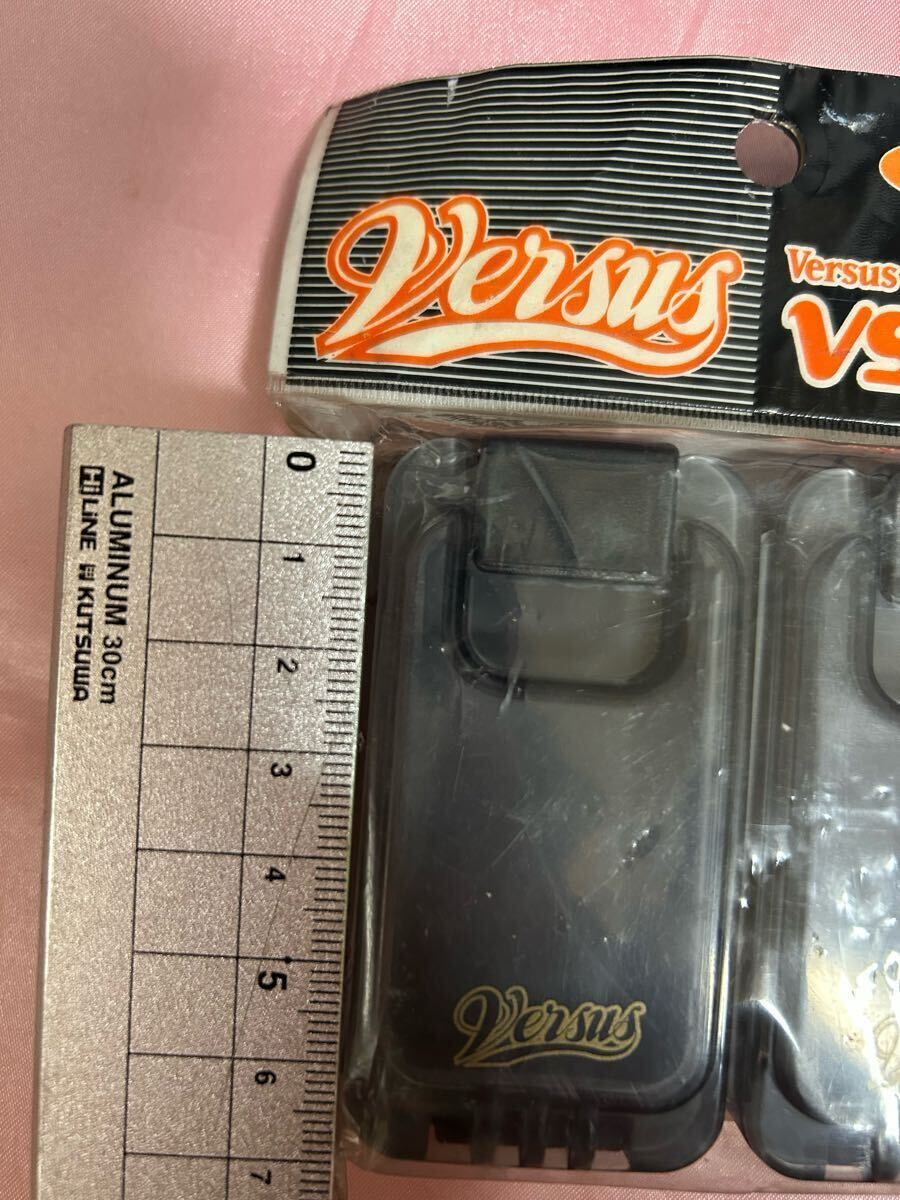 Versus
Versus
VS
ALUMINUM 30cm
LiNE KUTSUWA
0
1
2
3
4
5
6
7
Versus